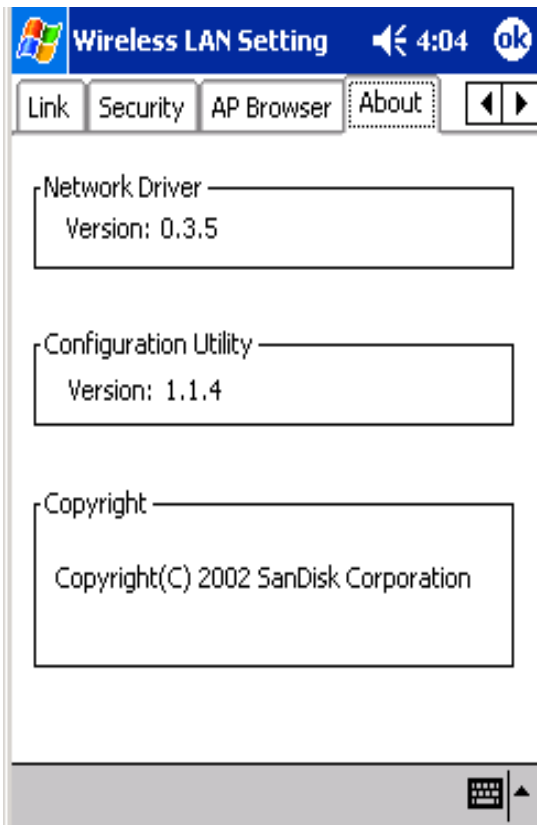 Wireless LAN Setting 4:04 ok
Link Security AP Browser About
Network Driver
Version: 0.3.5
Configuration Utility
Version: 1.1.4
Copyright
Copyright(C) 2002 SanDisk Corporation